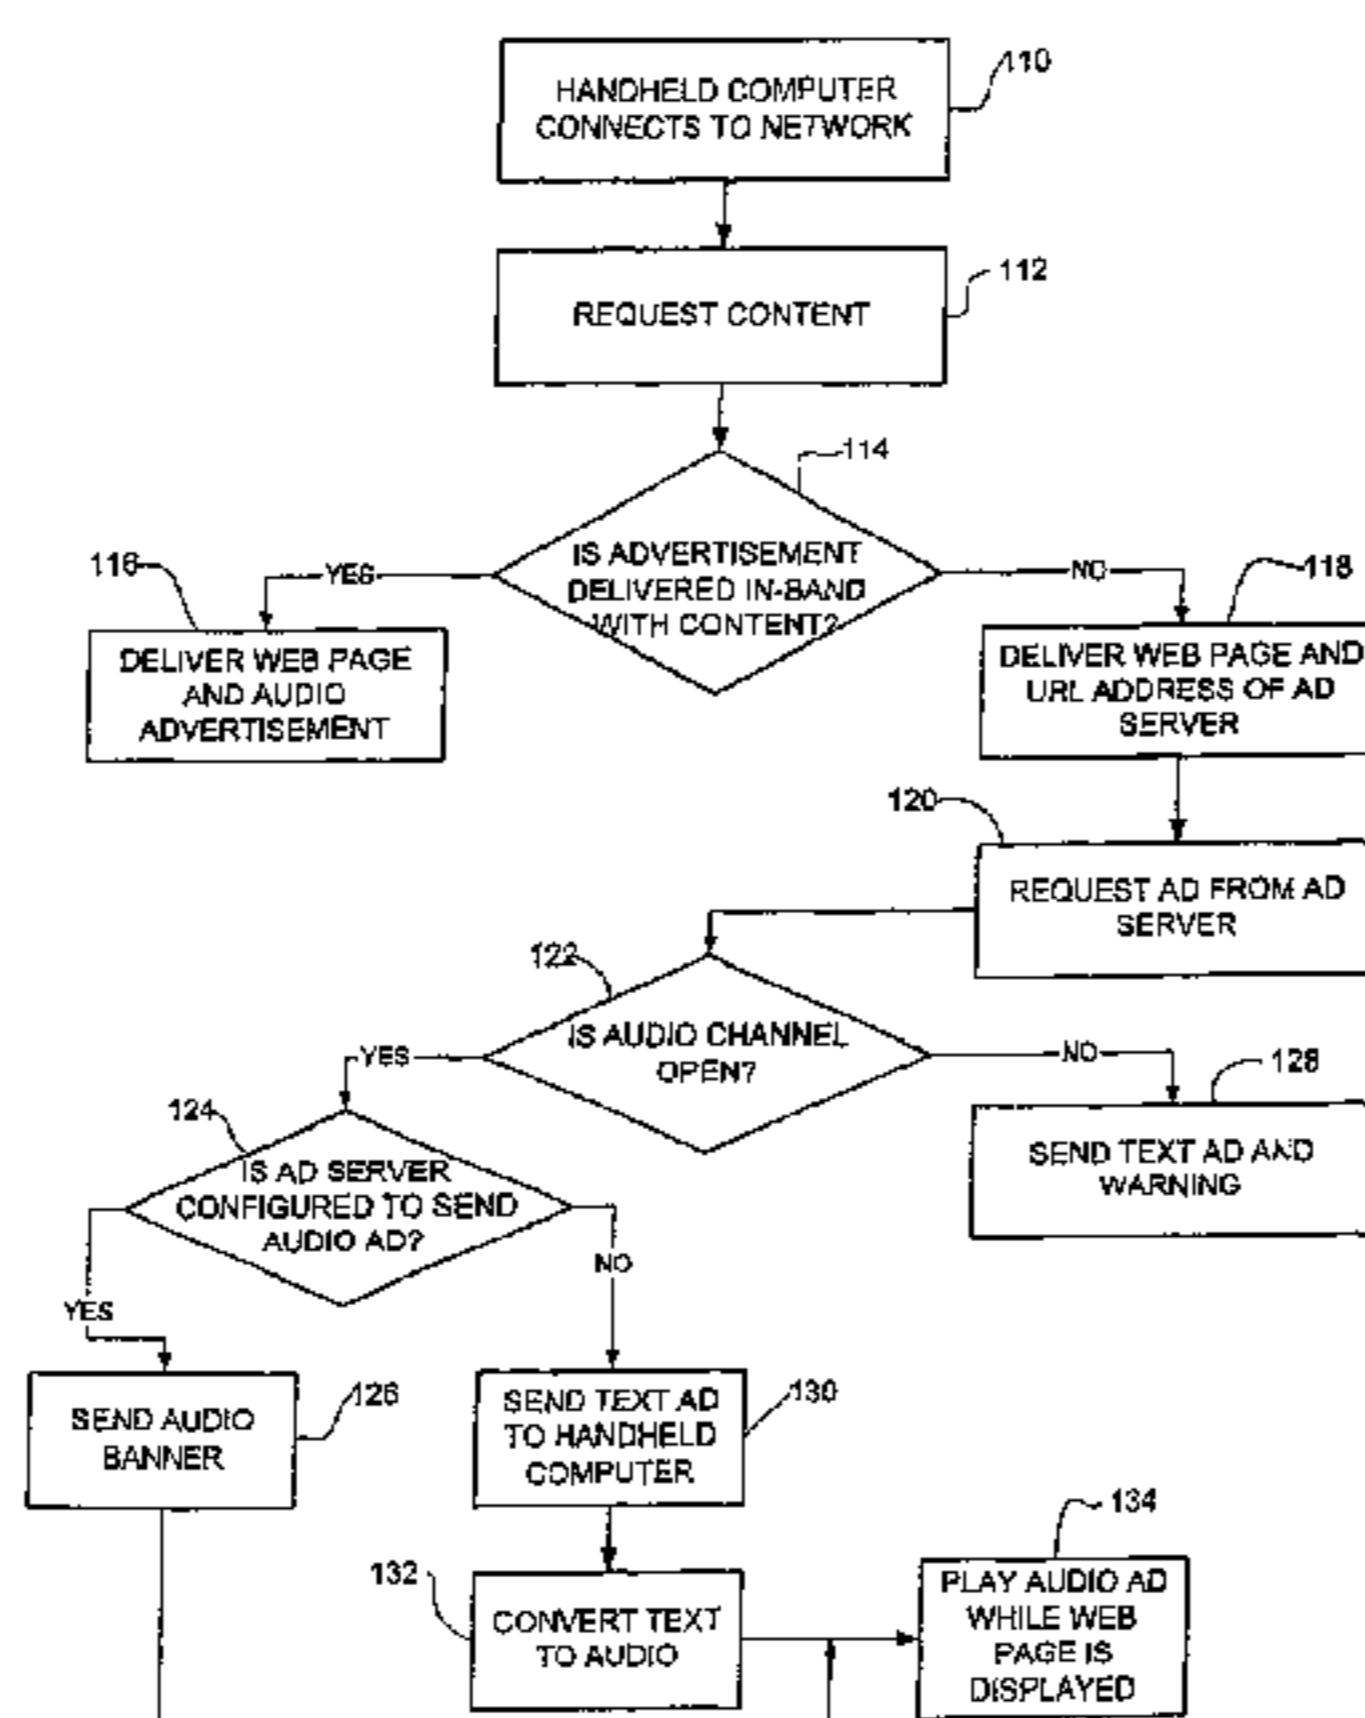 110
HANDHELD COMPUTER
CONNECTS TO NETWORK
112
REQUEST CONTENT
114
IS ADVERTISEMENT
DELIVERED IN-BAND
WITH CONTENT?
YES
NO
116
DELIVER WEB PAGE
AND AUDIO
ADVERTISEMENT
118
DELIVER WEB PAGE AND
URL ADDRESS OF AD
SERVER
120
REQUEST AD FROM AD
SERVER
122
IS AUDIO CHANNEL
OPEN?
YES
NO
124
IS AD SERVER
CONFIGURED TO SEND
AUDIO AD?
128
SEND TEXT AD AND
WARNING
YES
NO
126
SEND AUDIO
BANNER
130
SEND TEXT AD
TO HANDHELD
COMPUTER
132
CONVERT TEXT
TO AUDIO
134
PLAY AUDIO AD
WHILE WEB
PAGE IS
DISPLAYED